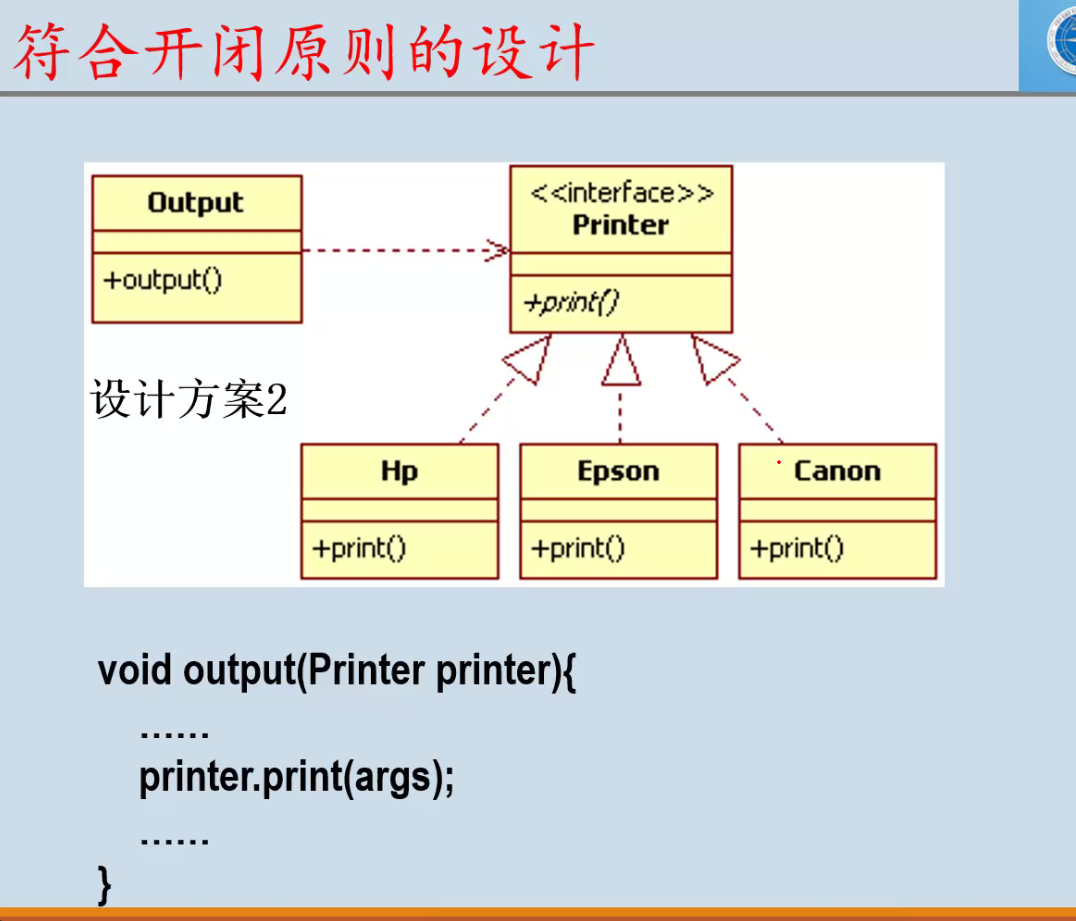 符合开闭原则的设计
Output
+output()
<<interface>>
Printer
+print()
设计方案2
Hp
+print()
Epson
+print()
Canon
+print()
void output(Printer printer){
……
printer.print(args);
……
}